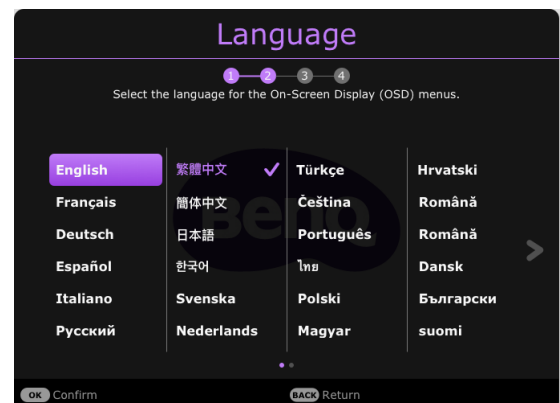 Language
1 2 3 4
Select the language for the On-Screen Display (OSD) menus.
BenQ
English 繁體中文 Türkçe Hrvatski
Français 簡体中文 Čeština Română
Deutsch 日本語 Português Română
Español 한국어 ไทย Dansk
Italiano Svenska Polski Български
Русский Nederlands Magyar suomi
OK Confirm BACK Return